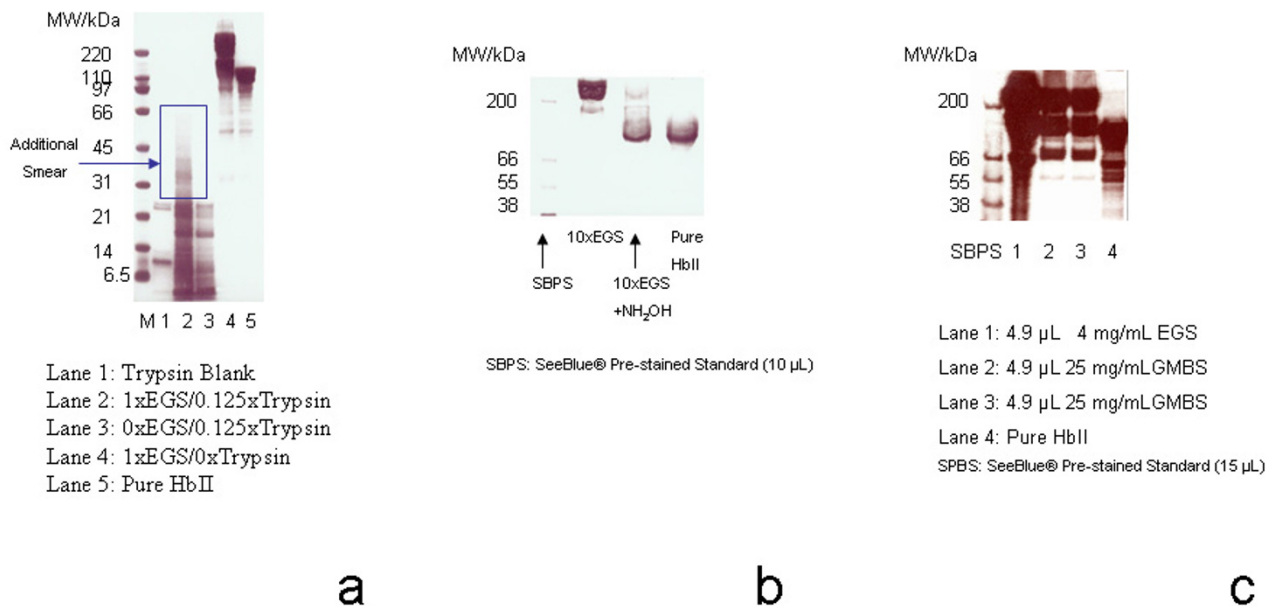 MW/kDa
220
110
97
66
45
31
21
14
6.5
Additional
Smear
M 1 2 3 4 5
Lane 1: Trypsin Blank
Lane 2: 1xEGS/0.125xTrypsin
Lane 3: 0xEGS/0.125xTrypsin
Lane 4: 1xEGS/0xTrypsin
Lane 5: Pure HbII
a
MW/kDa
200
66
55
38
10xEGS
Pure
HbII
SBPS
10xEGS
+NH₂OH
SBPS: SeeBlue® Pre-stained Standard (10 µL)
b
MW/kDa
200
66
55
38
SBPS 1 2 3 4
Lane 1: 4.9 µL 4 mg/mL EGS
Lane 2: 4.9 µL 25 mg/mLGMBS
Lane 3: 4.9 µL 25 mg/mLGMBS
Lane 4: Pure HbII
SPBS: SeeBlue® Pre-stained Standard (15 µL)
c